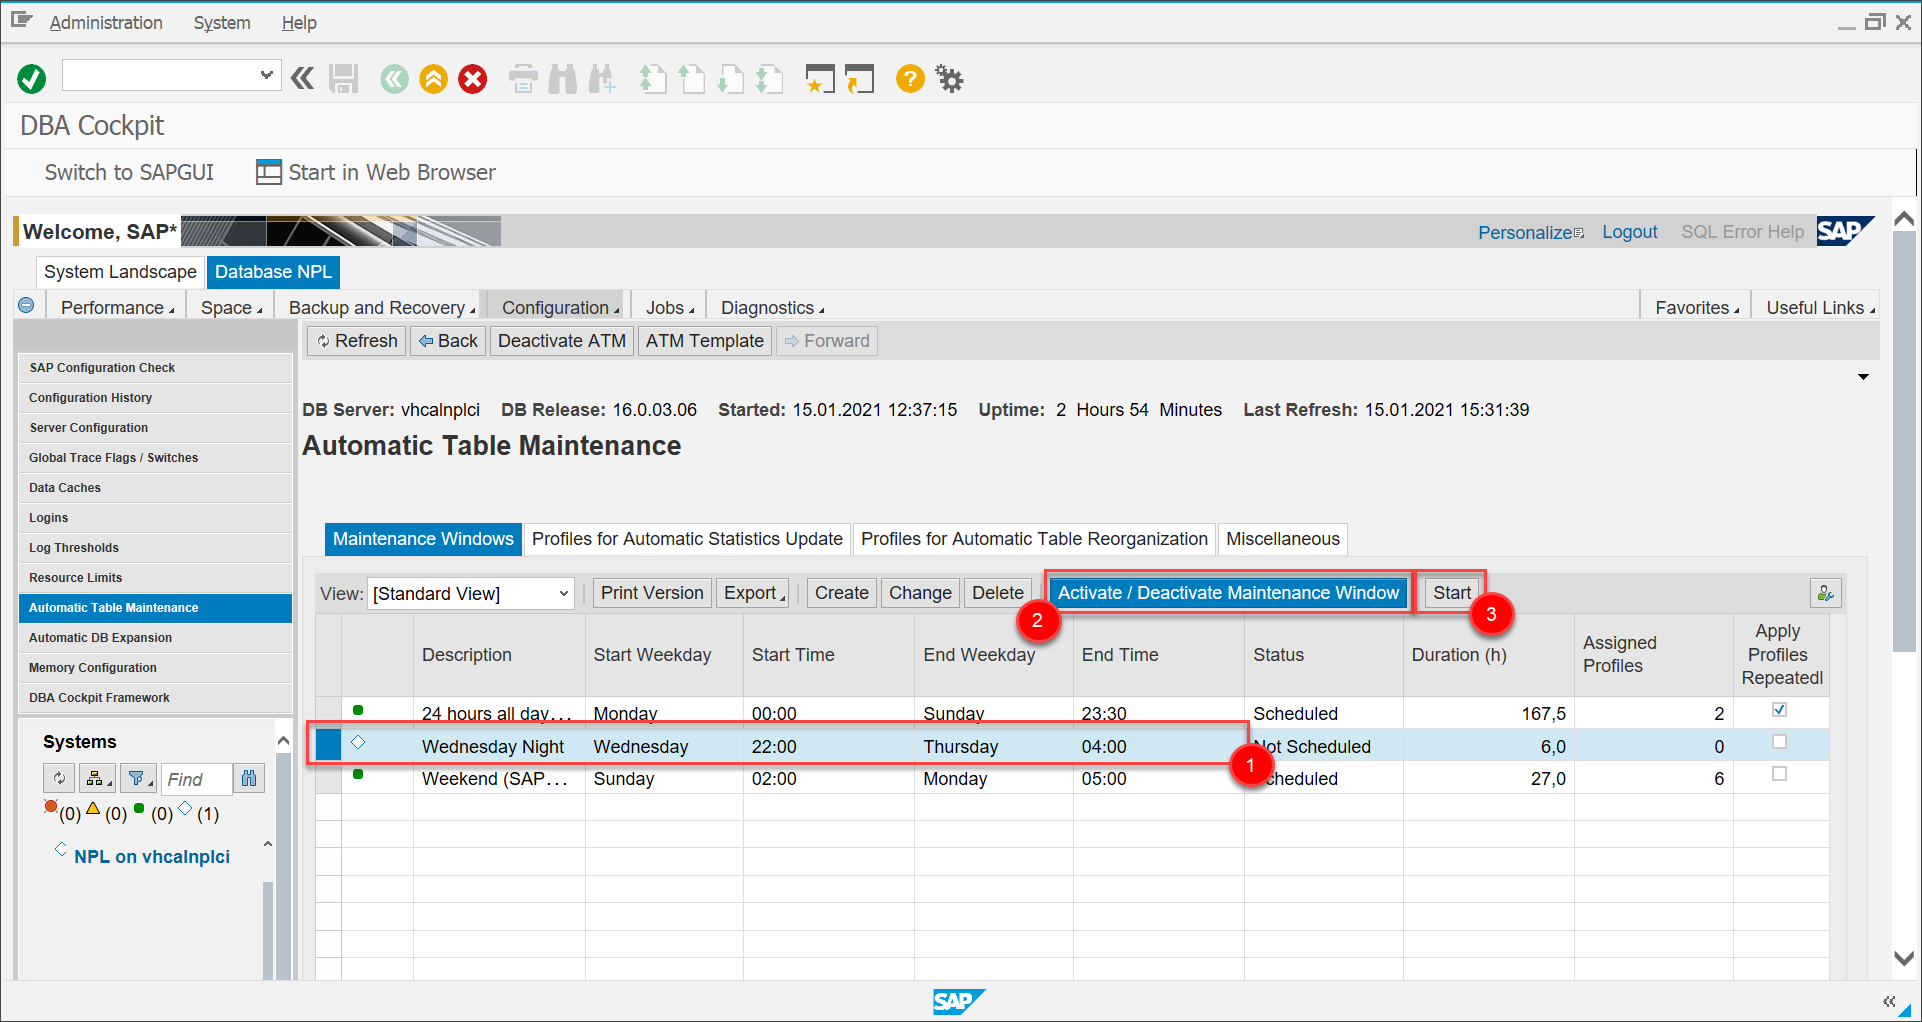 Administration System Help
DBA Cockpit
Switch to SAPGUI Start in Web Browser
Welcome, SAP* Personalize Logout SQL Error Help SAP
System Landscape Database NPL
Performance Space Backup and Recovery Configuration Jobs Diagnostics Favorites Useful Links
Refresh Back Deactivate ATM ATM Template Forward
SAP Configuration Check
Configuration History
Server Configuration
Global Trace Flags / Switches
Data Caches
Logins
Log Thresholds
Resource Limits
Automatic Table Maintenance
Automatic DB Expansion
Memory Configuration
DBA Cockpit Framework
Systems
Find
(0) (0) (0) (1)
NPL on vhcalnplci
DB Server: vhcalnplci DB Release: 16.0.03.06 Started: 15.01.2021 12:37:15 Uptime: 2 Hours 54 Minutes Last Refresh: 15.01.2021 15:31:39
Automatic Table Maintenance
Maintenance Windows Profiles for Automatic Statistics Update Profiles for Automatic Table Reorganization Miscellaneous
View: [Standard View] Print Version Export Create Change Delete Activate / Deactivate Maintenance Window Start
2 3
Description Start Weekday Start Time End Weekday End Time Status Duration (h) Assigned Profiles Apply Profiles Repeatedl
24 hours all day... Monday 00:00 Sunday 23:30 Scheduled 167,5 2
Wednesday Night Wednesday 22:00 Thursday 04:00 Not Scheduled 6,0 0
1
Weekend (SAP... Sunday 02:00 Monday 05:00 Scheduled 27,0 6
SAP